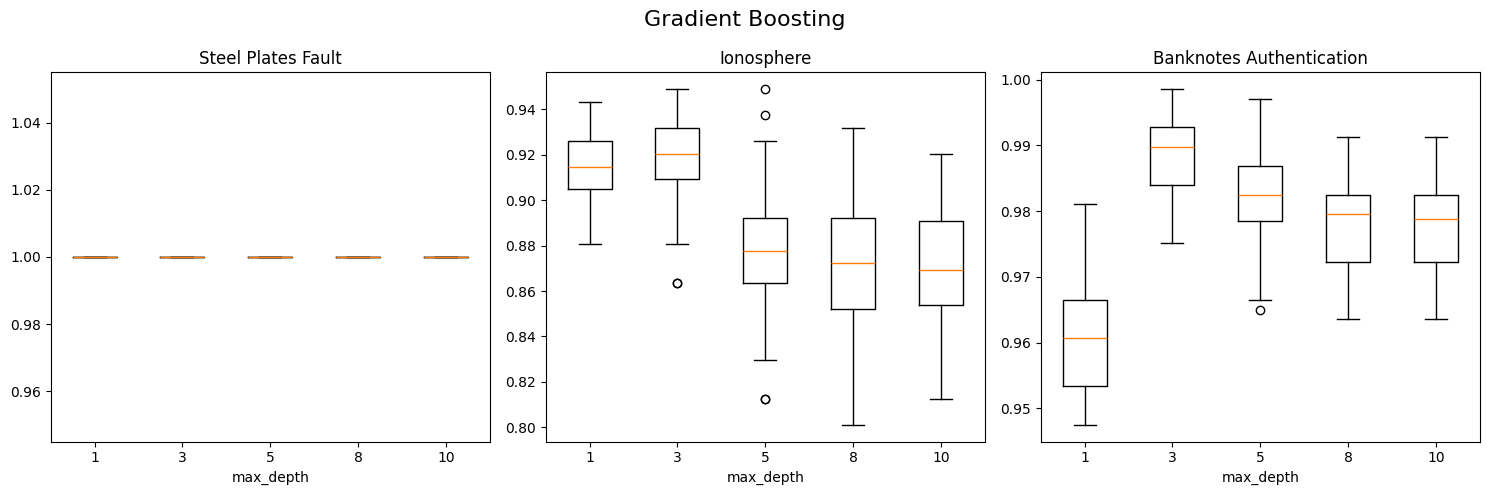 Gradient Boosting
Steel Plates Fault
1.04
1.02
1.00
0.98
0.96
1 3 5 8 10
max_depth
Ionosphere
0.94
0.92
0.90
0.88
0.86
0.84
0.82
0.80
1 3 5 8 10
max_depth
Banknotes Authentication
1.00
0.99
0.98
0.97
0.96
0.95
1 3 5 8 10
max_depth